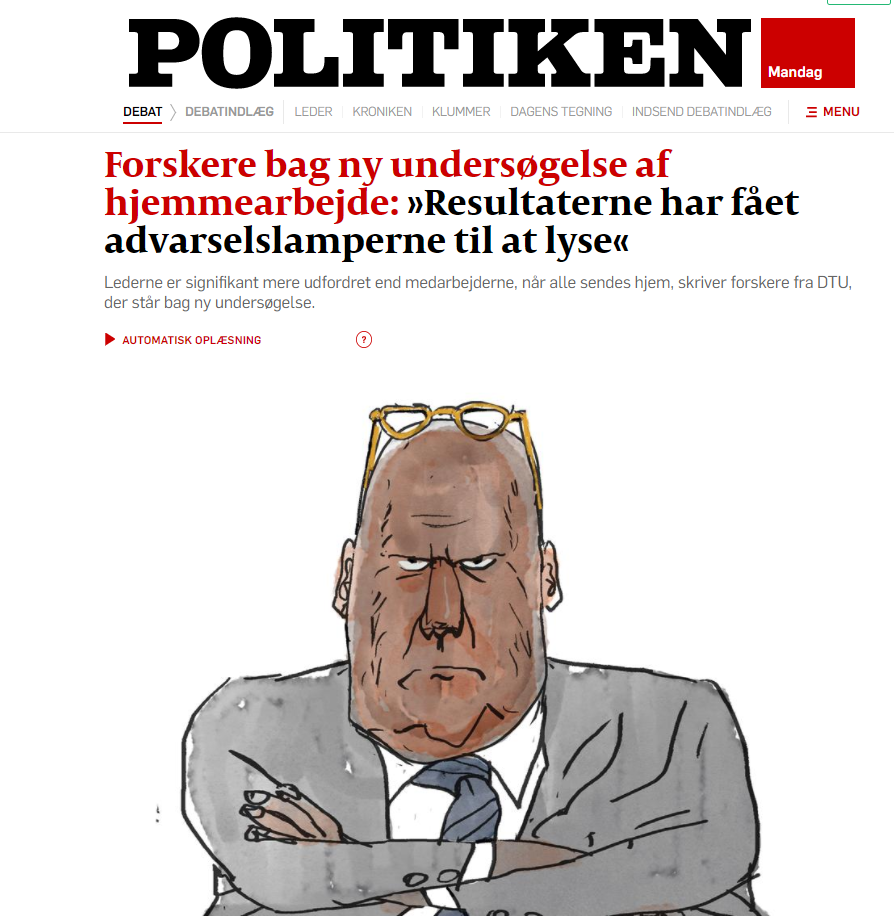 POLITIKEN
Mandag
DEBAT DEBATINDLÆG LEDER KRONIKEN KLUMMER DAGENS TEGNING INDSEND DEBATINDLÆG MENU
Forskere bag ny undersøgelse af
hjemmearbejde: »Resultaterne har fået
advarselslamperne til at lyse«
Lederne er signifikant mere udfordret end medarbejderne, når alle sendes hjem, skriver forskere fra DTU,
der står bag ny undersøgelse.
AUTOMATISK OPLÆSNING ?